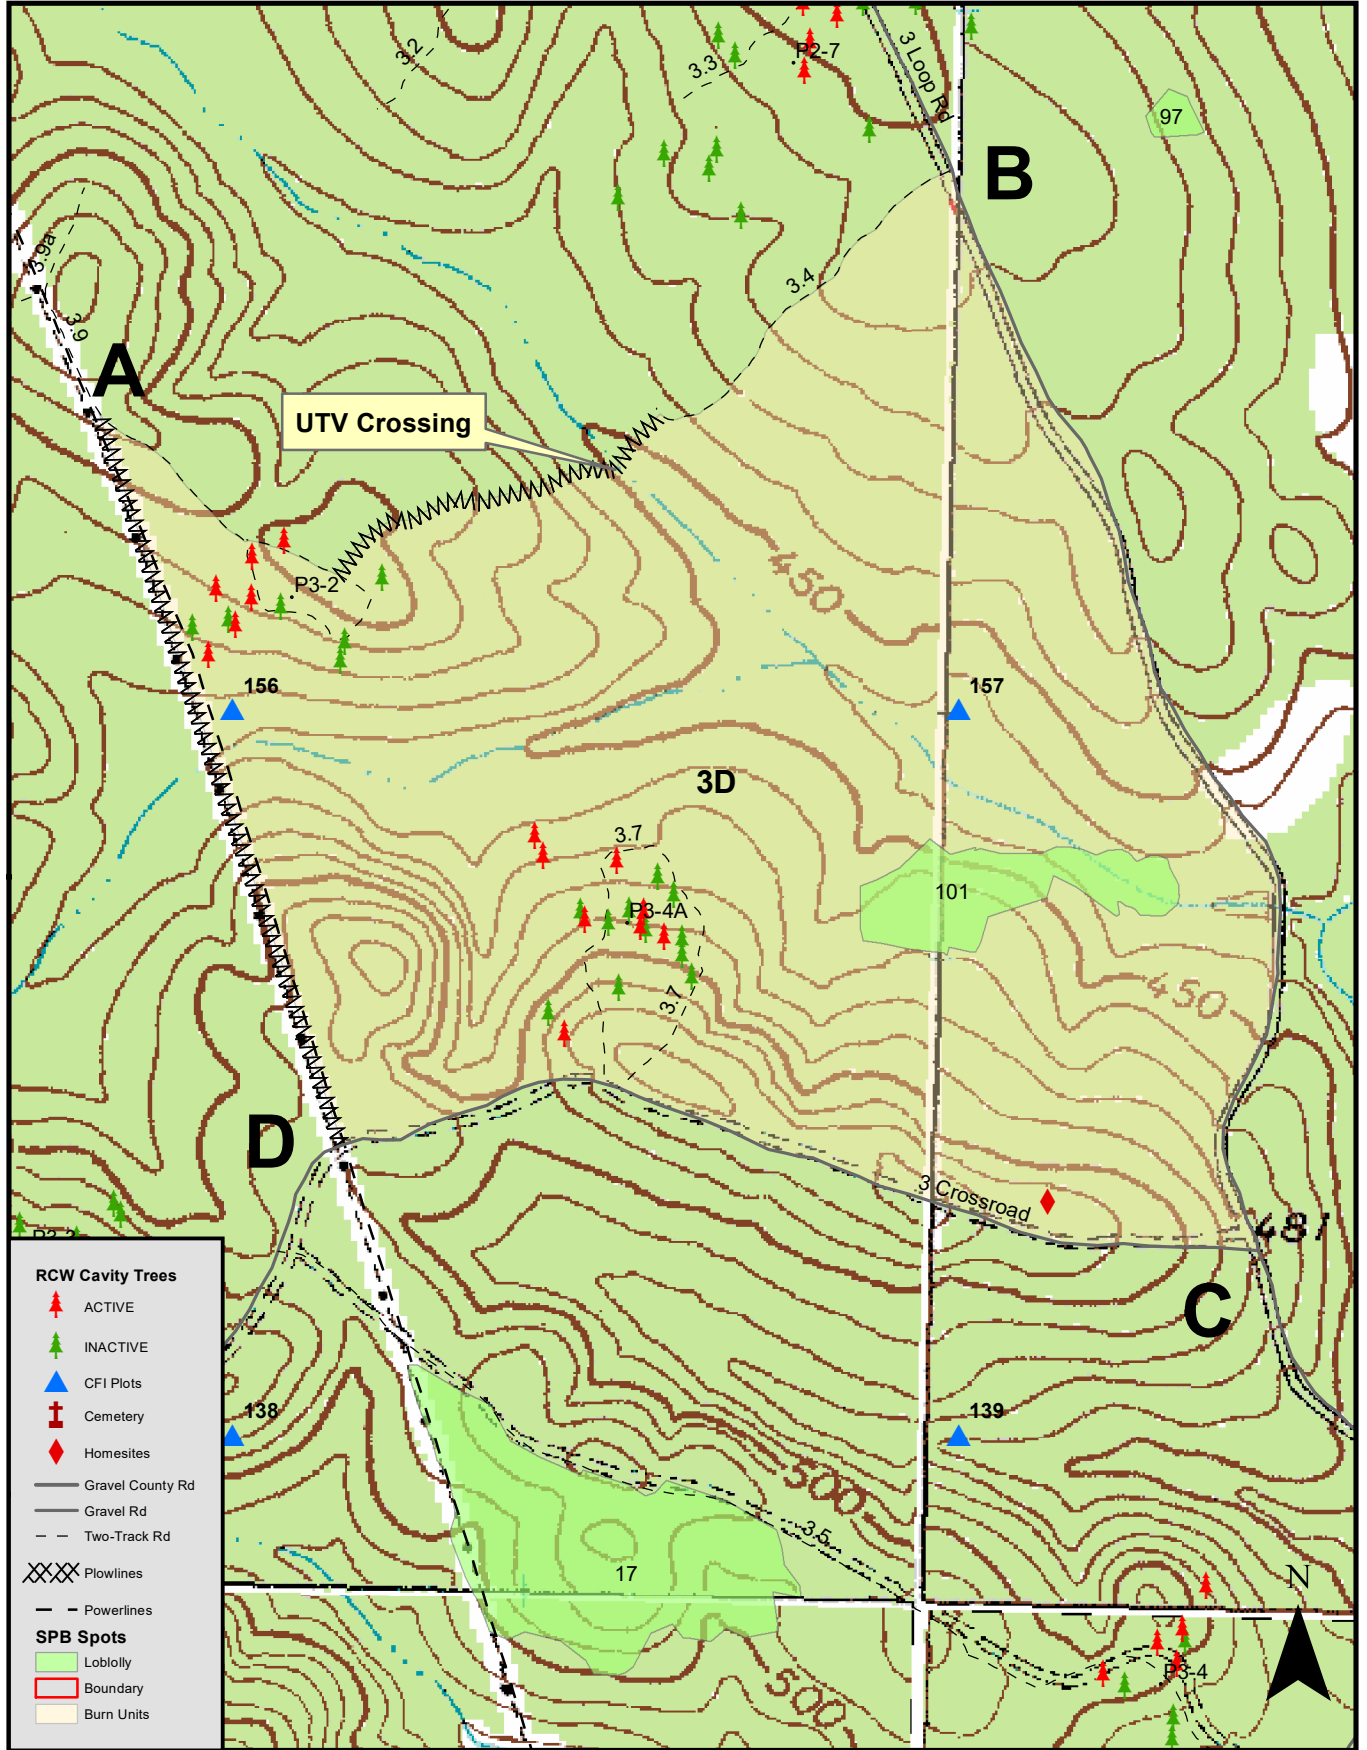 3.2
3.3
P2-7
3 Loop Rd
97
B
3.9a
3.9
A
3.4
UTV Crossing
450
P3-2
156
157
3D
3.7
101
P3-4A
3.7
450
D
3 Crossroad
481
C
138
139
500
3.5
17
500
P3-4
N
RCW Cavity Trees
ACTIVE
INACTIVE
CFI Plots
Cemetery
Homesites
Gravel County Rd
Gravel Rd
Two-Track Rd
Plowlines
Powerlines
SPB Spots
Loblolly
Boundary
Burn Units